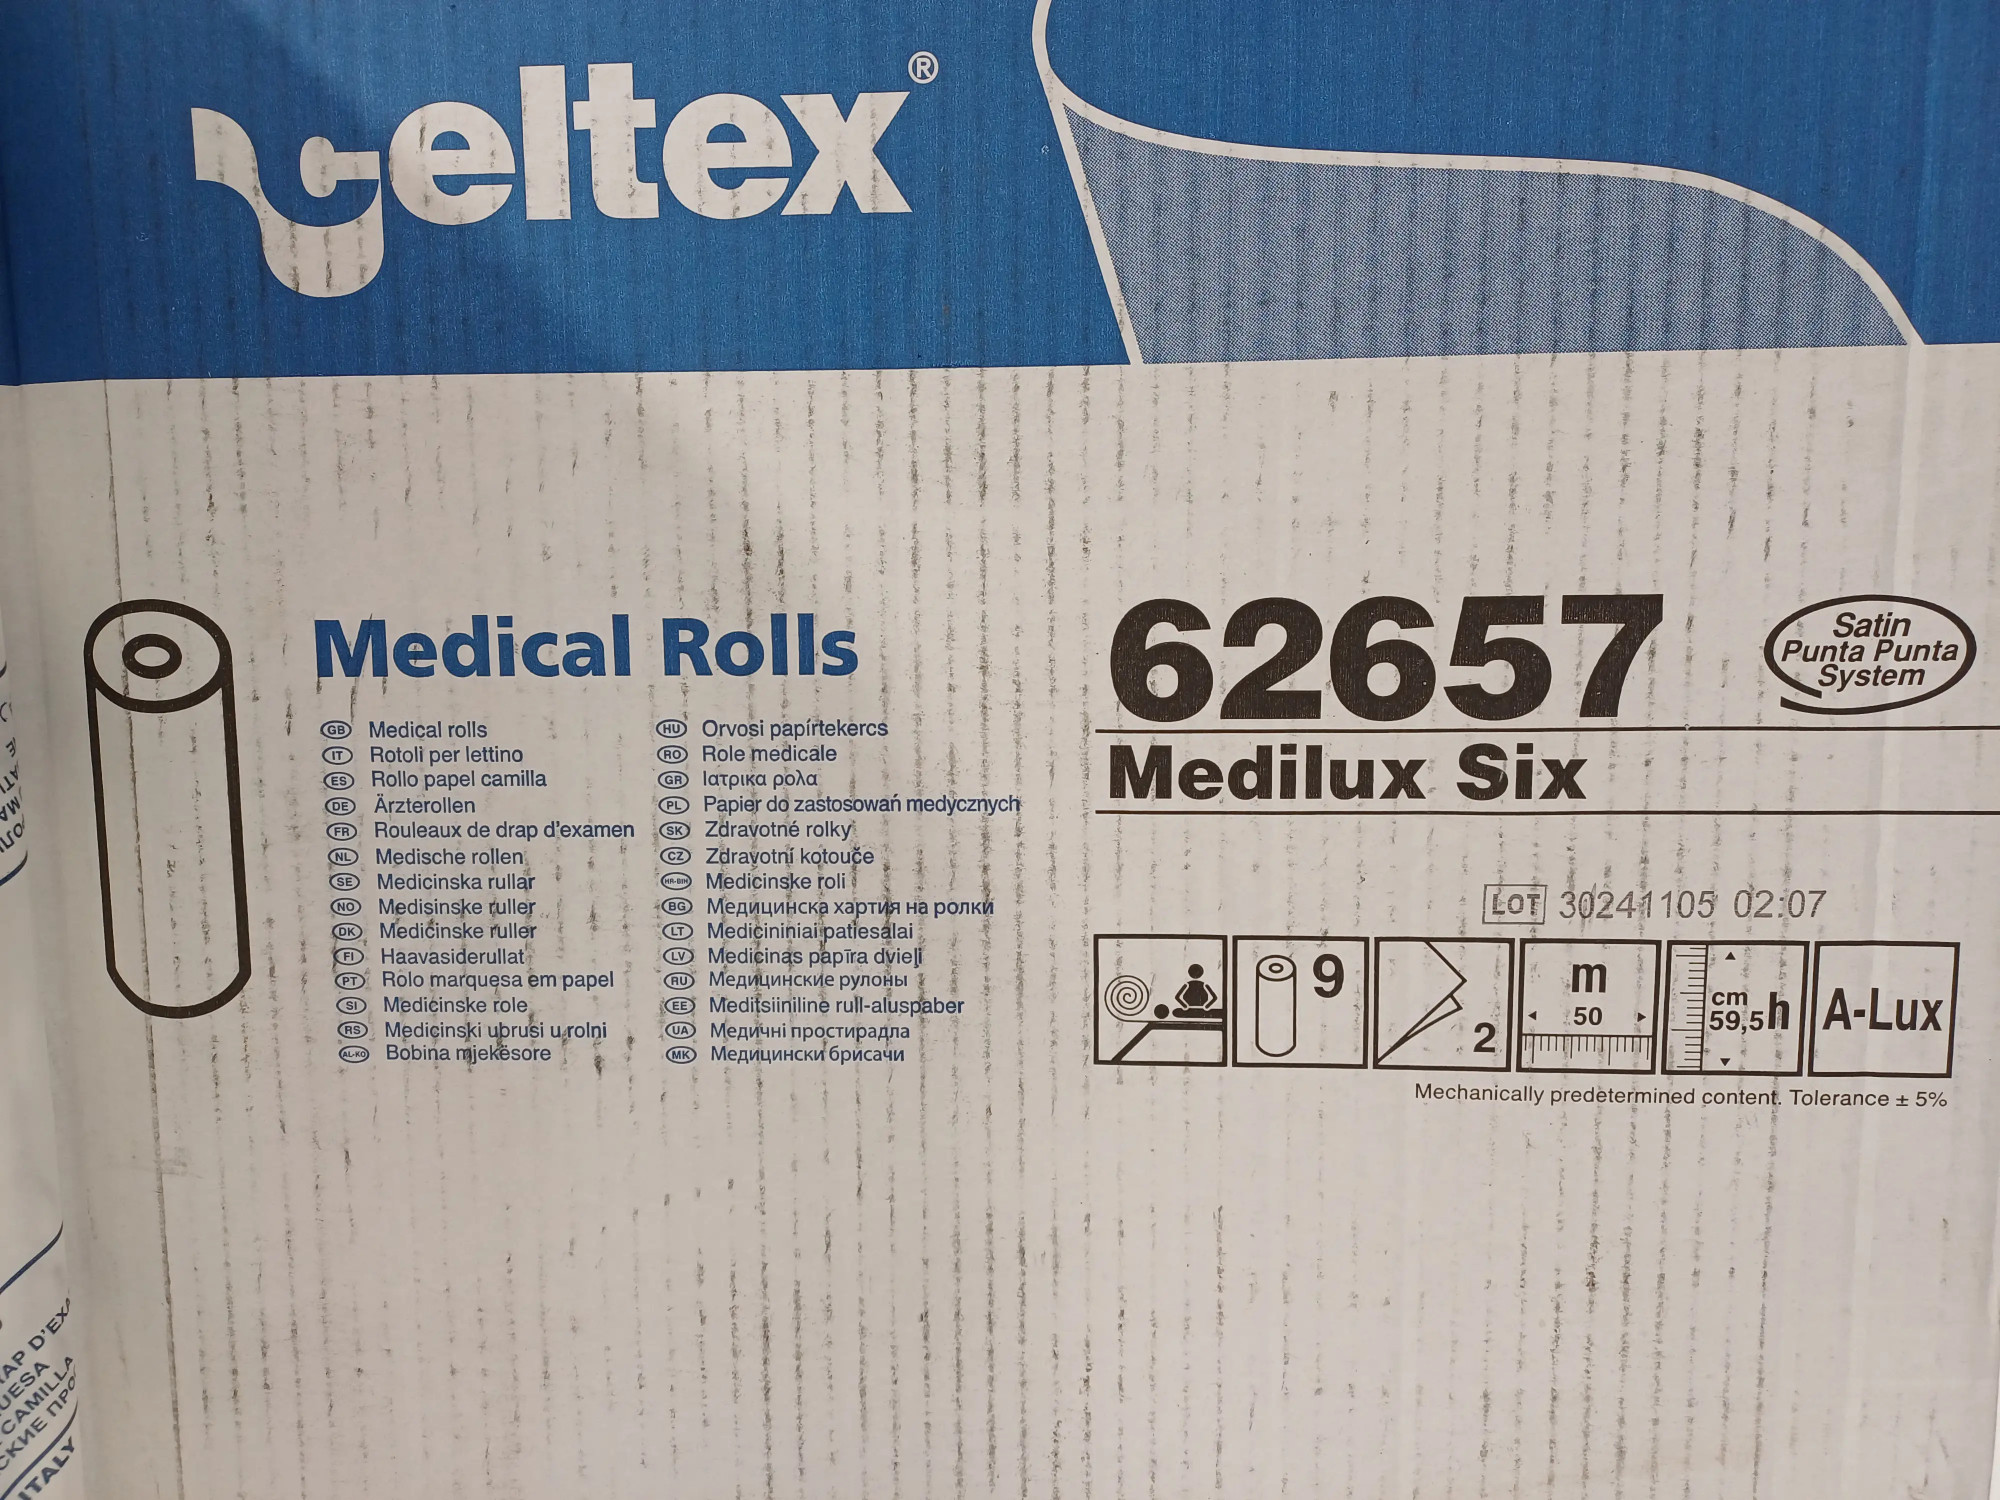 celtex®
Medical Rolls
GB Medical rolls
IT Rotoli per lettino
ES Rollo papel camilla
DE Ärzterollen
FR Rouleaux de drap d'examen
NL Medische rollen
SE Medicinska rullar
NO Medisinske ruller
DK Medicinske ruller
FI Haavasiderullat
PT Rolo marquesa em papel
SI Medicinske role
RS Medicinski ubrusi u rolni
AL-KO Bobina mjekësore
HU Orvosi papírtekercs
RO Role medicale
GR Ιατρικα ρολα
PL Papier do zastosowań medycznych
SK Zdravotné rolky
CZ Zdravotní kotouče
HR-BIH Medicinske roli
BG Медицинска хартия на ролки
LT Medicininiai patiesalai
LV Medicinas papīra dvieļi
RU Медицинские рулоны
EE Meditsiiniline rull-aluspaber
UA Медичні простирадла
MK Медицински брисачи
62657
Satin
Punta Punta
System
Medilux Six
LOT 30241105 02:07
9
2
m
50
cm
59,5 h
A-Lux
Mechanically predetermined content. Tolerance ± 5%
D'EX
CAMILLA
ITALY